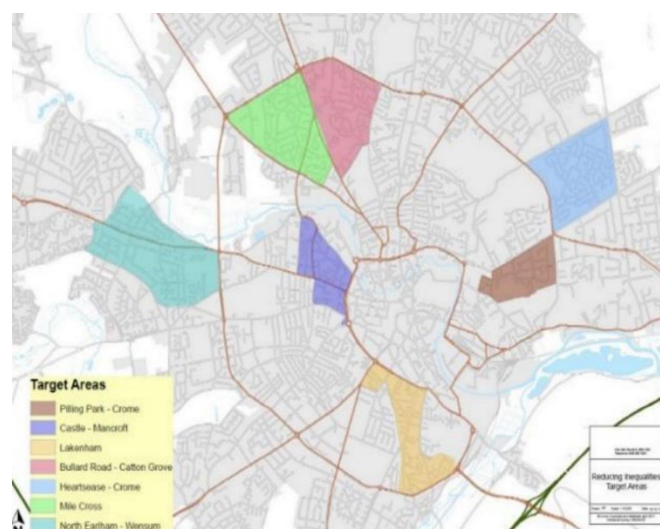 Target Areas
Pilling Park - Crome
Castle - Mancroft
Lakenham
Bullard Road - Catton Grove
Heartsease - Crome
Mile Cross
North Earlham - Wensum
Reducing Inequalities
Target Areas